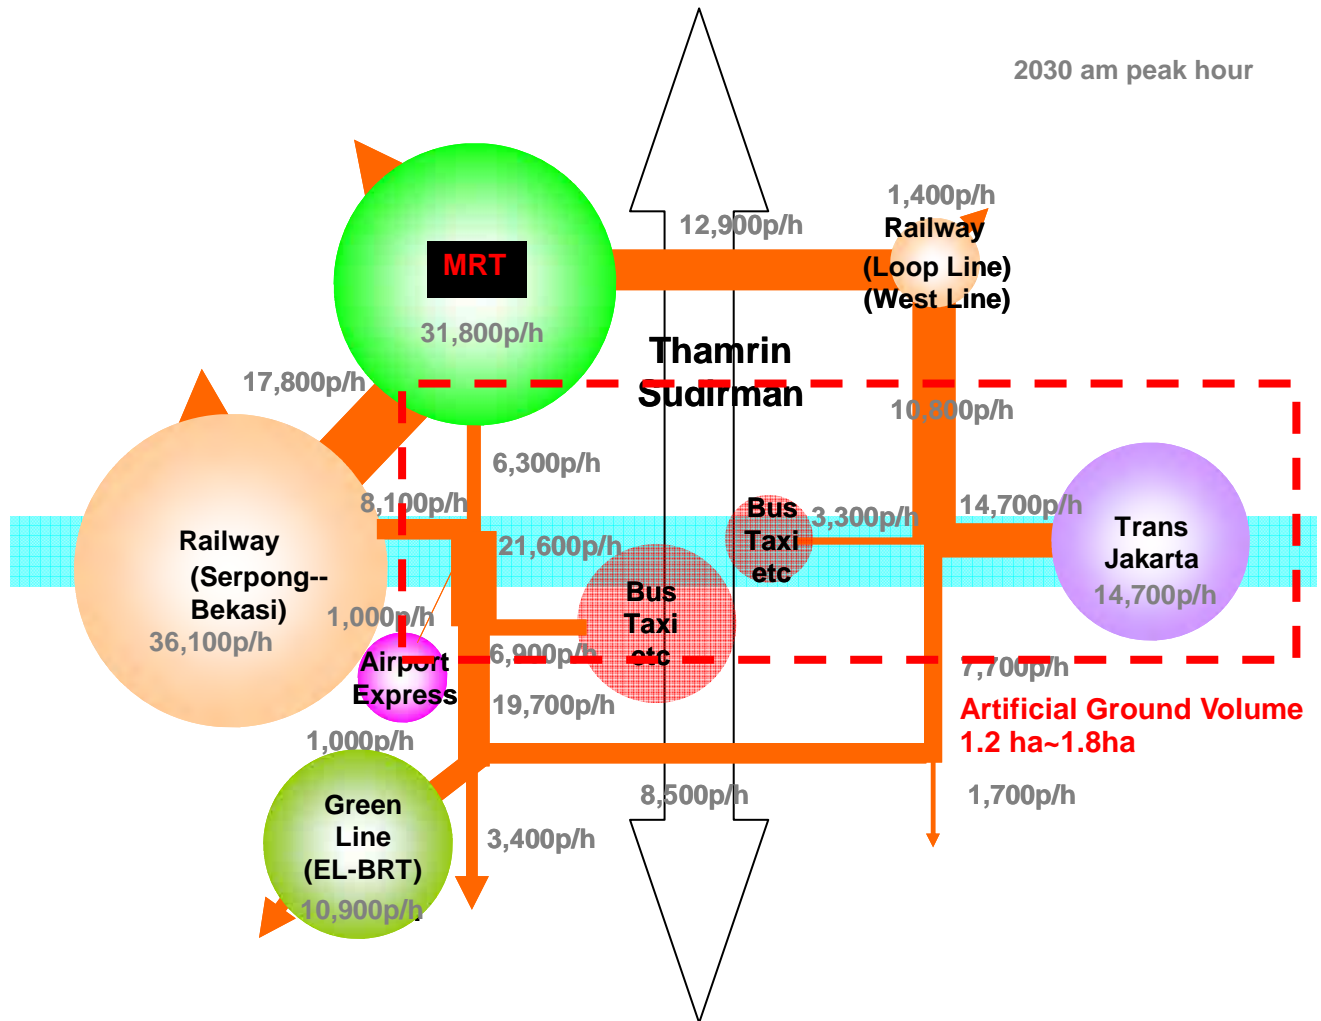 2030 am peak hour
1,400p/h
12,900p/h
Railway
(Loop Line)
(West Line)
MRT
31,800p/h
Thamrin
Sudirman
17,800p/h
10,800p/h
6,300p/h
8,100p/h
21,600p/h
Bus
Taxi
etc
3,300p/h
14,700p/h
Trans
Jakarta
14,700p/h
Railway
(Serpong--
Bekasi)
36,100p/h
1,000p/h
Bus
Taxi
etc
6,900p/h
Airport
Express
19,700p/h
7,700p/h
Artificial Ground Volume
1.2 ha~1.8ha
1,000p/h
8,500p/h
1,700p/h
Green
Line
(EL-BRT)
10,900p/h
3,400p/h